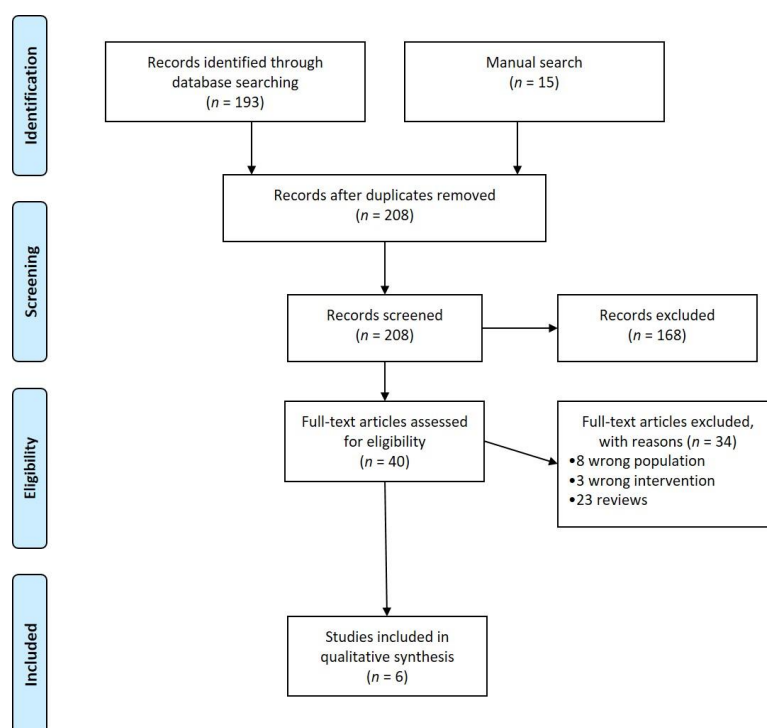 Identification
Records identified through
database searching
(n = 193)
Manual search
(n = 15)
Records after duplicates removed
(n = 208)
Screening
Records screened
(n = 208)
Records excluded
(n = 168)
Eligibility
Full-text articles assessed
for eligibility
(n = 40)
Full-text articles excluded,
with reasons (n = 34)
•8 wrong population
•3 wrong intervention
•23 reviews
Included
Studies included in
qualitative synthesis
(n = 6)